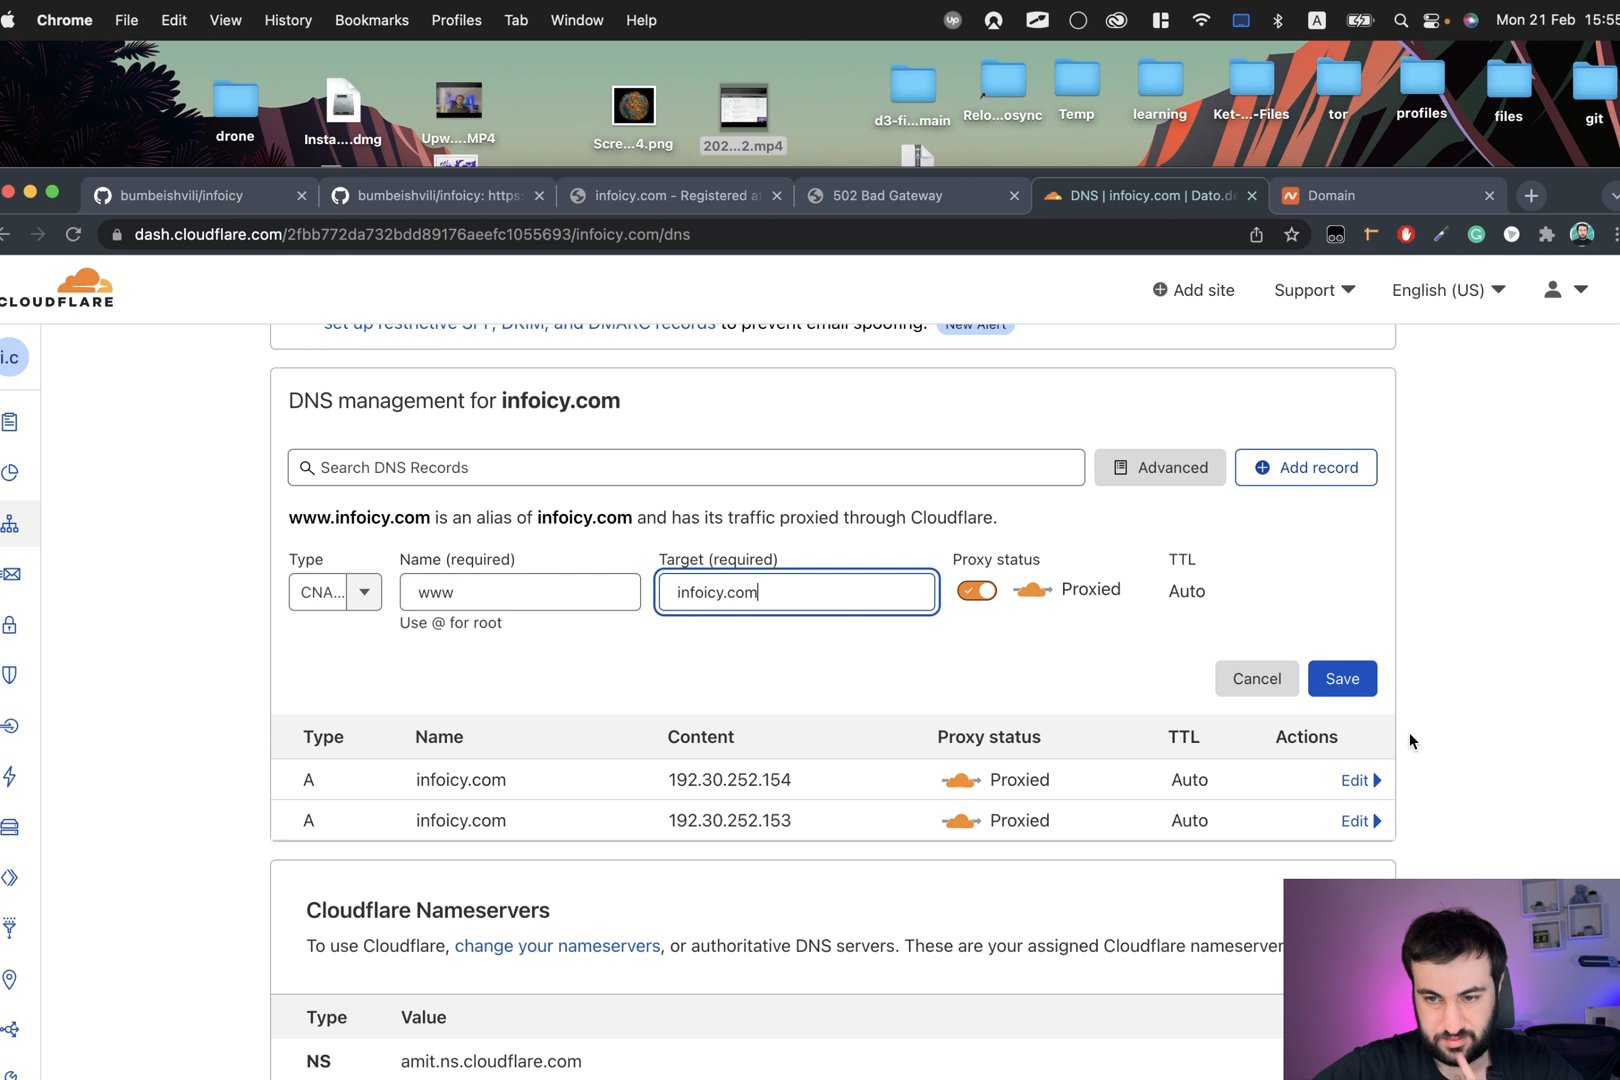 Chrome File Edit View History Bookmarks Profiles Tab Window Help Up A Mon 21 Feb 15:55
drone
Insta....dmg
Upw....MP4
Scre...4.png
202...2.mp4
d3-fi...main
Relo...osync
Temp
learning
Ket-...-Files
tor
profiles
files
git
bumbeishvili/infoicy
bumbeishvili/infoicy: https:
infoicy.com - Registered at
502 Bad Gateway
DNS | infoicy.com | Dato.de
Domain
dash.cloudflare.com/2fbb772da732bdd89176aeefc1055693/infoicy.com/dns
CLOUDFLARE
Add site Support English (US)
set up restrictive SPF, DKIM, and DMARC records to prevent email spoofing. New Alert
i.c
DNS management for infoicy.com
Search DNS Records Advanced Add record
www.infoicy.com is an alias of infoicy.com and has its traffic proxied through Cloudflare.
Type Name (required) Target (required) Proxy status TTL
CNA... www infoicy.com Proxied Auto
Use @ for root
Cancel Save
Type Name Content Proxy status TTL Actions
A infoicy.com 192.30.252.154 Proxied Auto Edit
A infoicy.com 192.30.252.153 Proxied Auto Edit
Cloudflare Nameservers
To use Cloudflare, change your nameservers, or authoritative DNS servers. These are your assigned Cloudflare nameserver
Type Value
NS amit.ns.cloudflare.com